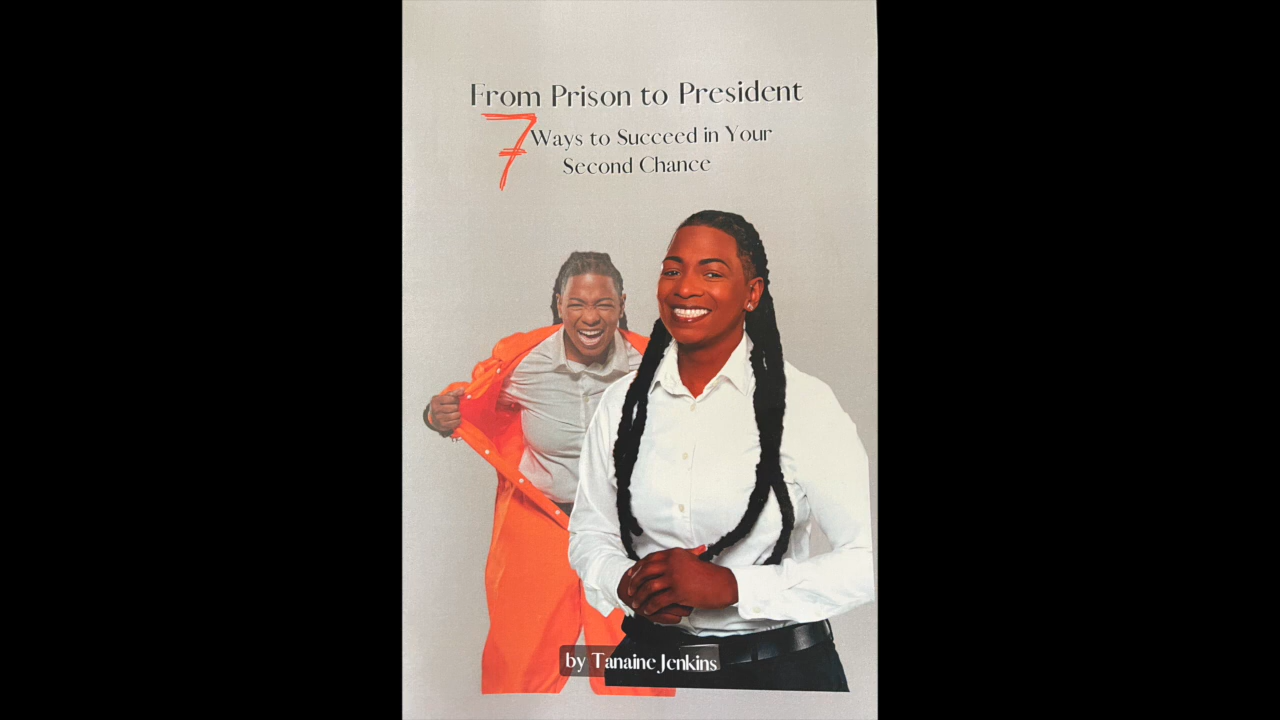 From Prison to President
7 Ways to Succeed in Your
Second Chance
by Tanaine Jenkins